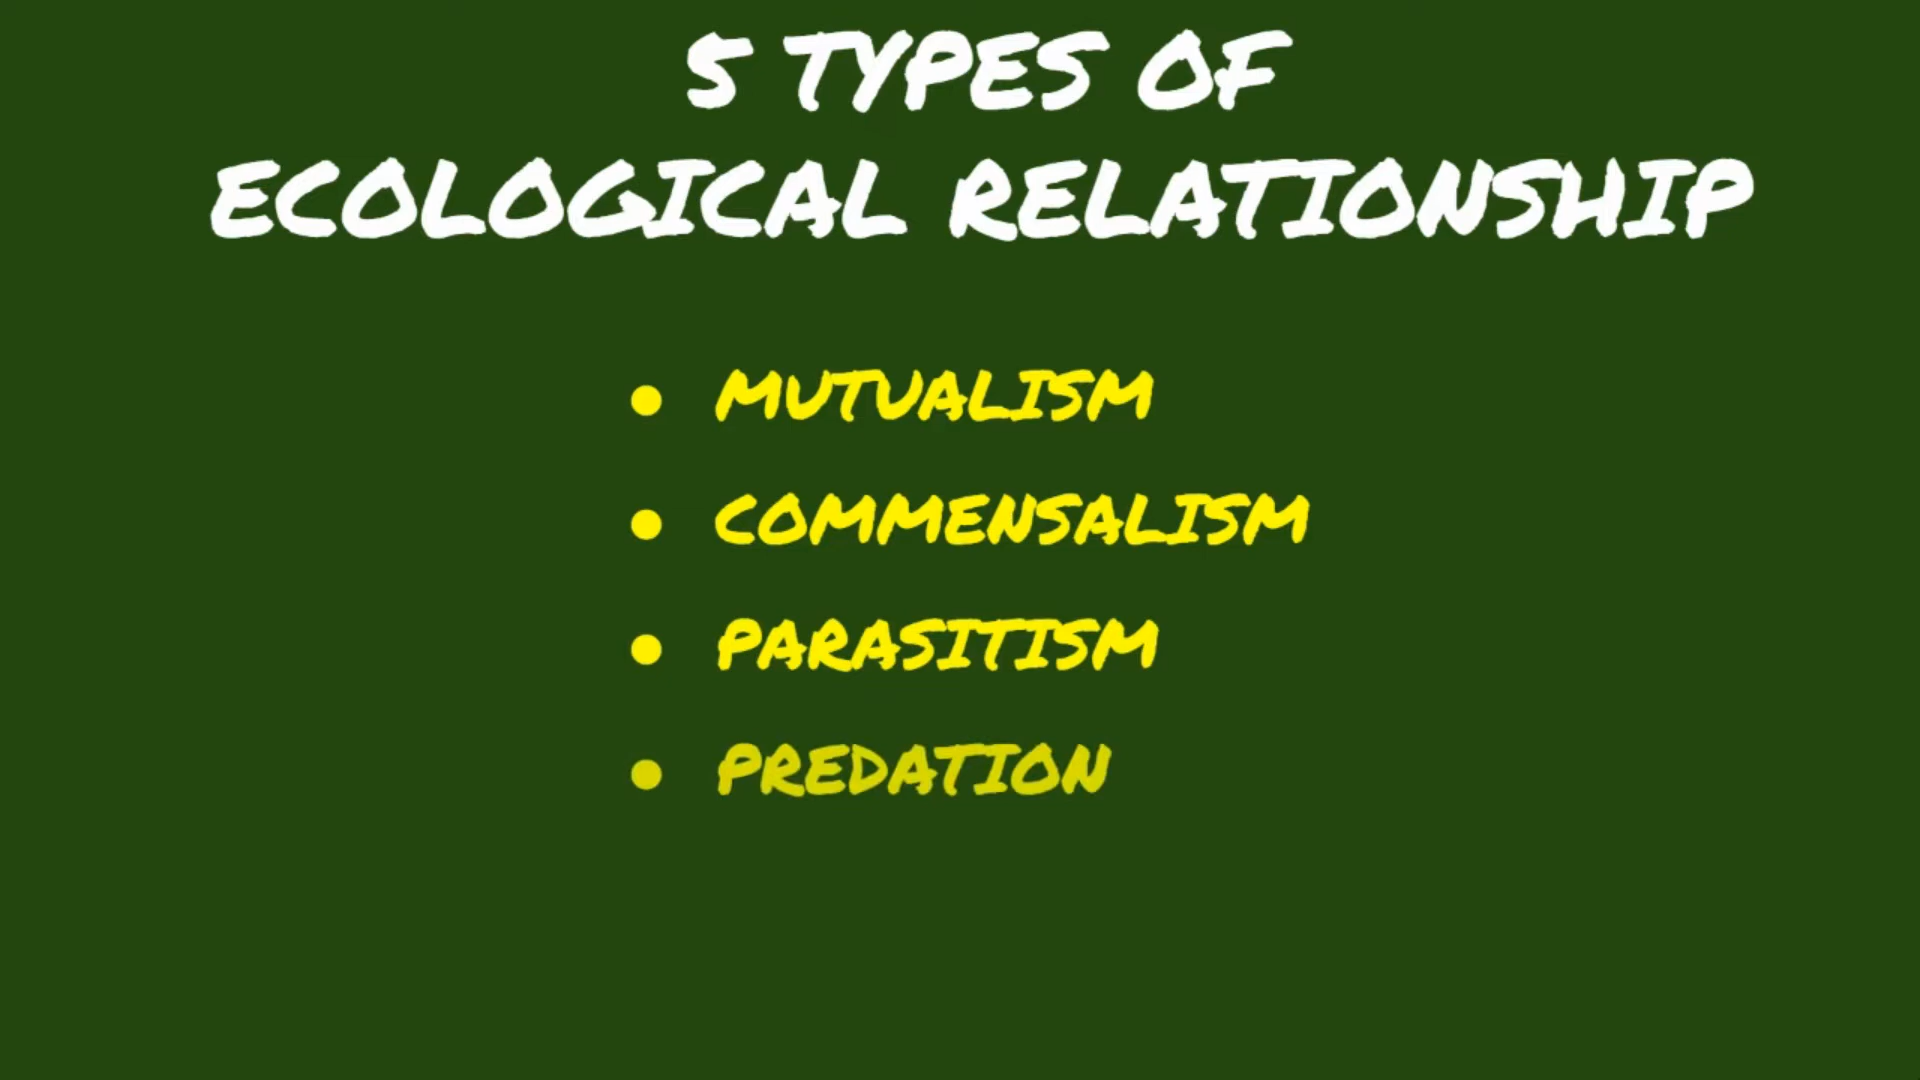 5 TYPES OF
ECOLOGICAL RELATIONSHIP
• MUTUALISM
• COMMENSALISM
• PARASITISM
• PREDATION